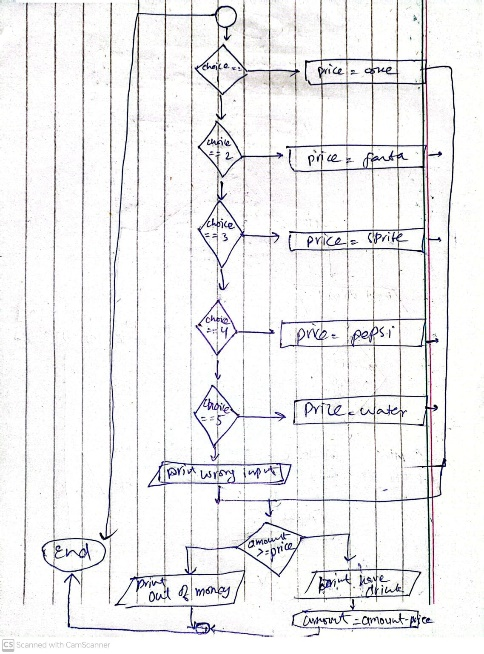 choice ==
price = coke
choice
== 2
price = fanta
choice
== 3
price = sprite
choice
== 4
price = pepsi
choice
== 5
price = water
print wrong input
amount
>= price
End
print
out of money
print have
drink
amount = amount-price
CS Scanned with CamScanner